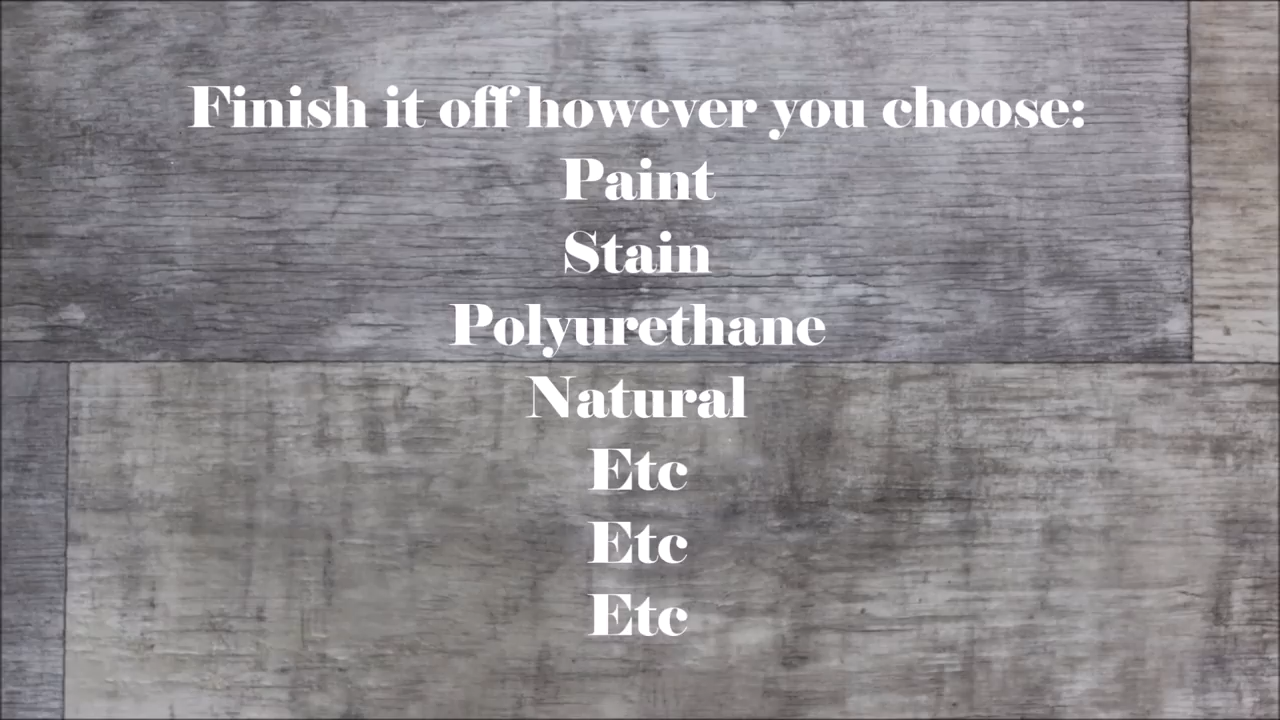 Finish it off however you choose:
Paint
Stain
Polyurethane
Natural
Etc
Etc
Etc